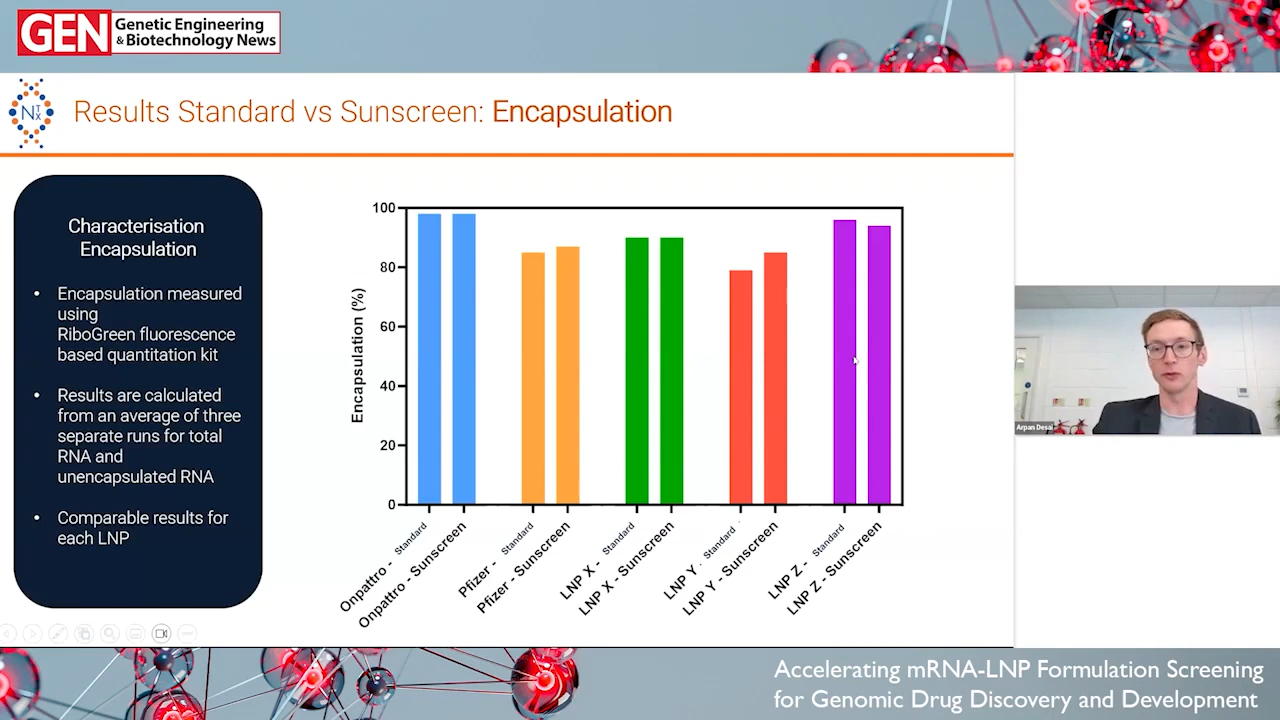 GEN Genetic Engineering
& Biotechnology News
NTX
Results Standard vs Sunscreen: Encapsulation
Characterisation
Encapsulation
• Encapsulation measured
using
RiboGreen fluorescence
based quantitation kit
• Results are calculated
from an average of three
separate runs for total
RNA and
unencapsulated RNA
• Comparable results for
each LNP
Encapsulation (%)
100
80
60
40
20
0
Onpattro - Standard
Onpattro - Sunscreen
Pfizer - Standard
Pfizer - Sunscreen
LNP X - Standard
LNP X - Sunscreen
LNP Y - Standard
LNP Y - Sunscreen
LNP Z - Standard
LNP Z - Sunscreen
Arpan Desai
Accelerating mRNA-LNP Formulation Screening
for Genomic Drug Discovery and Development